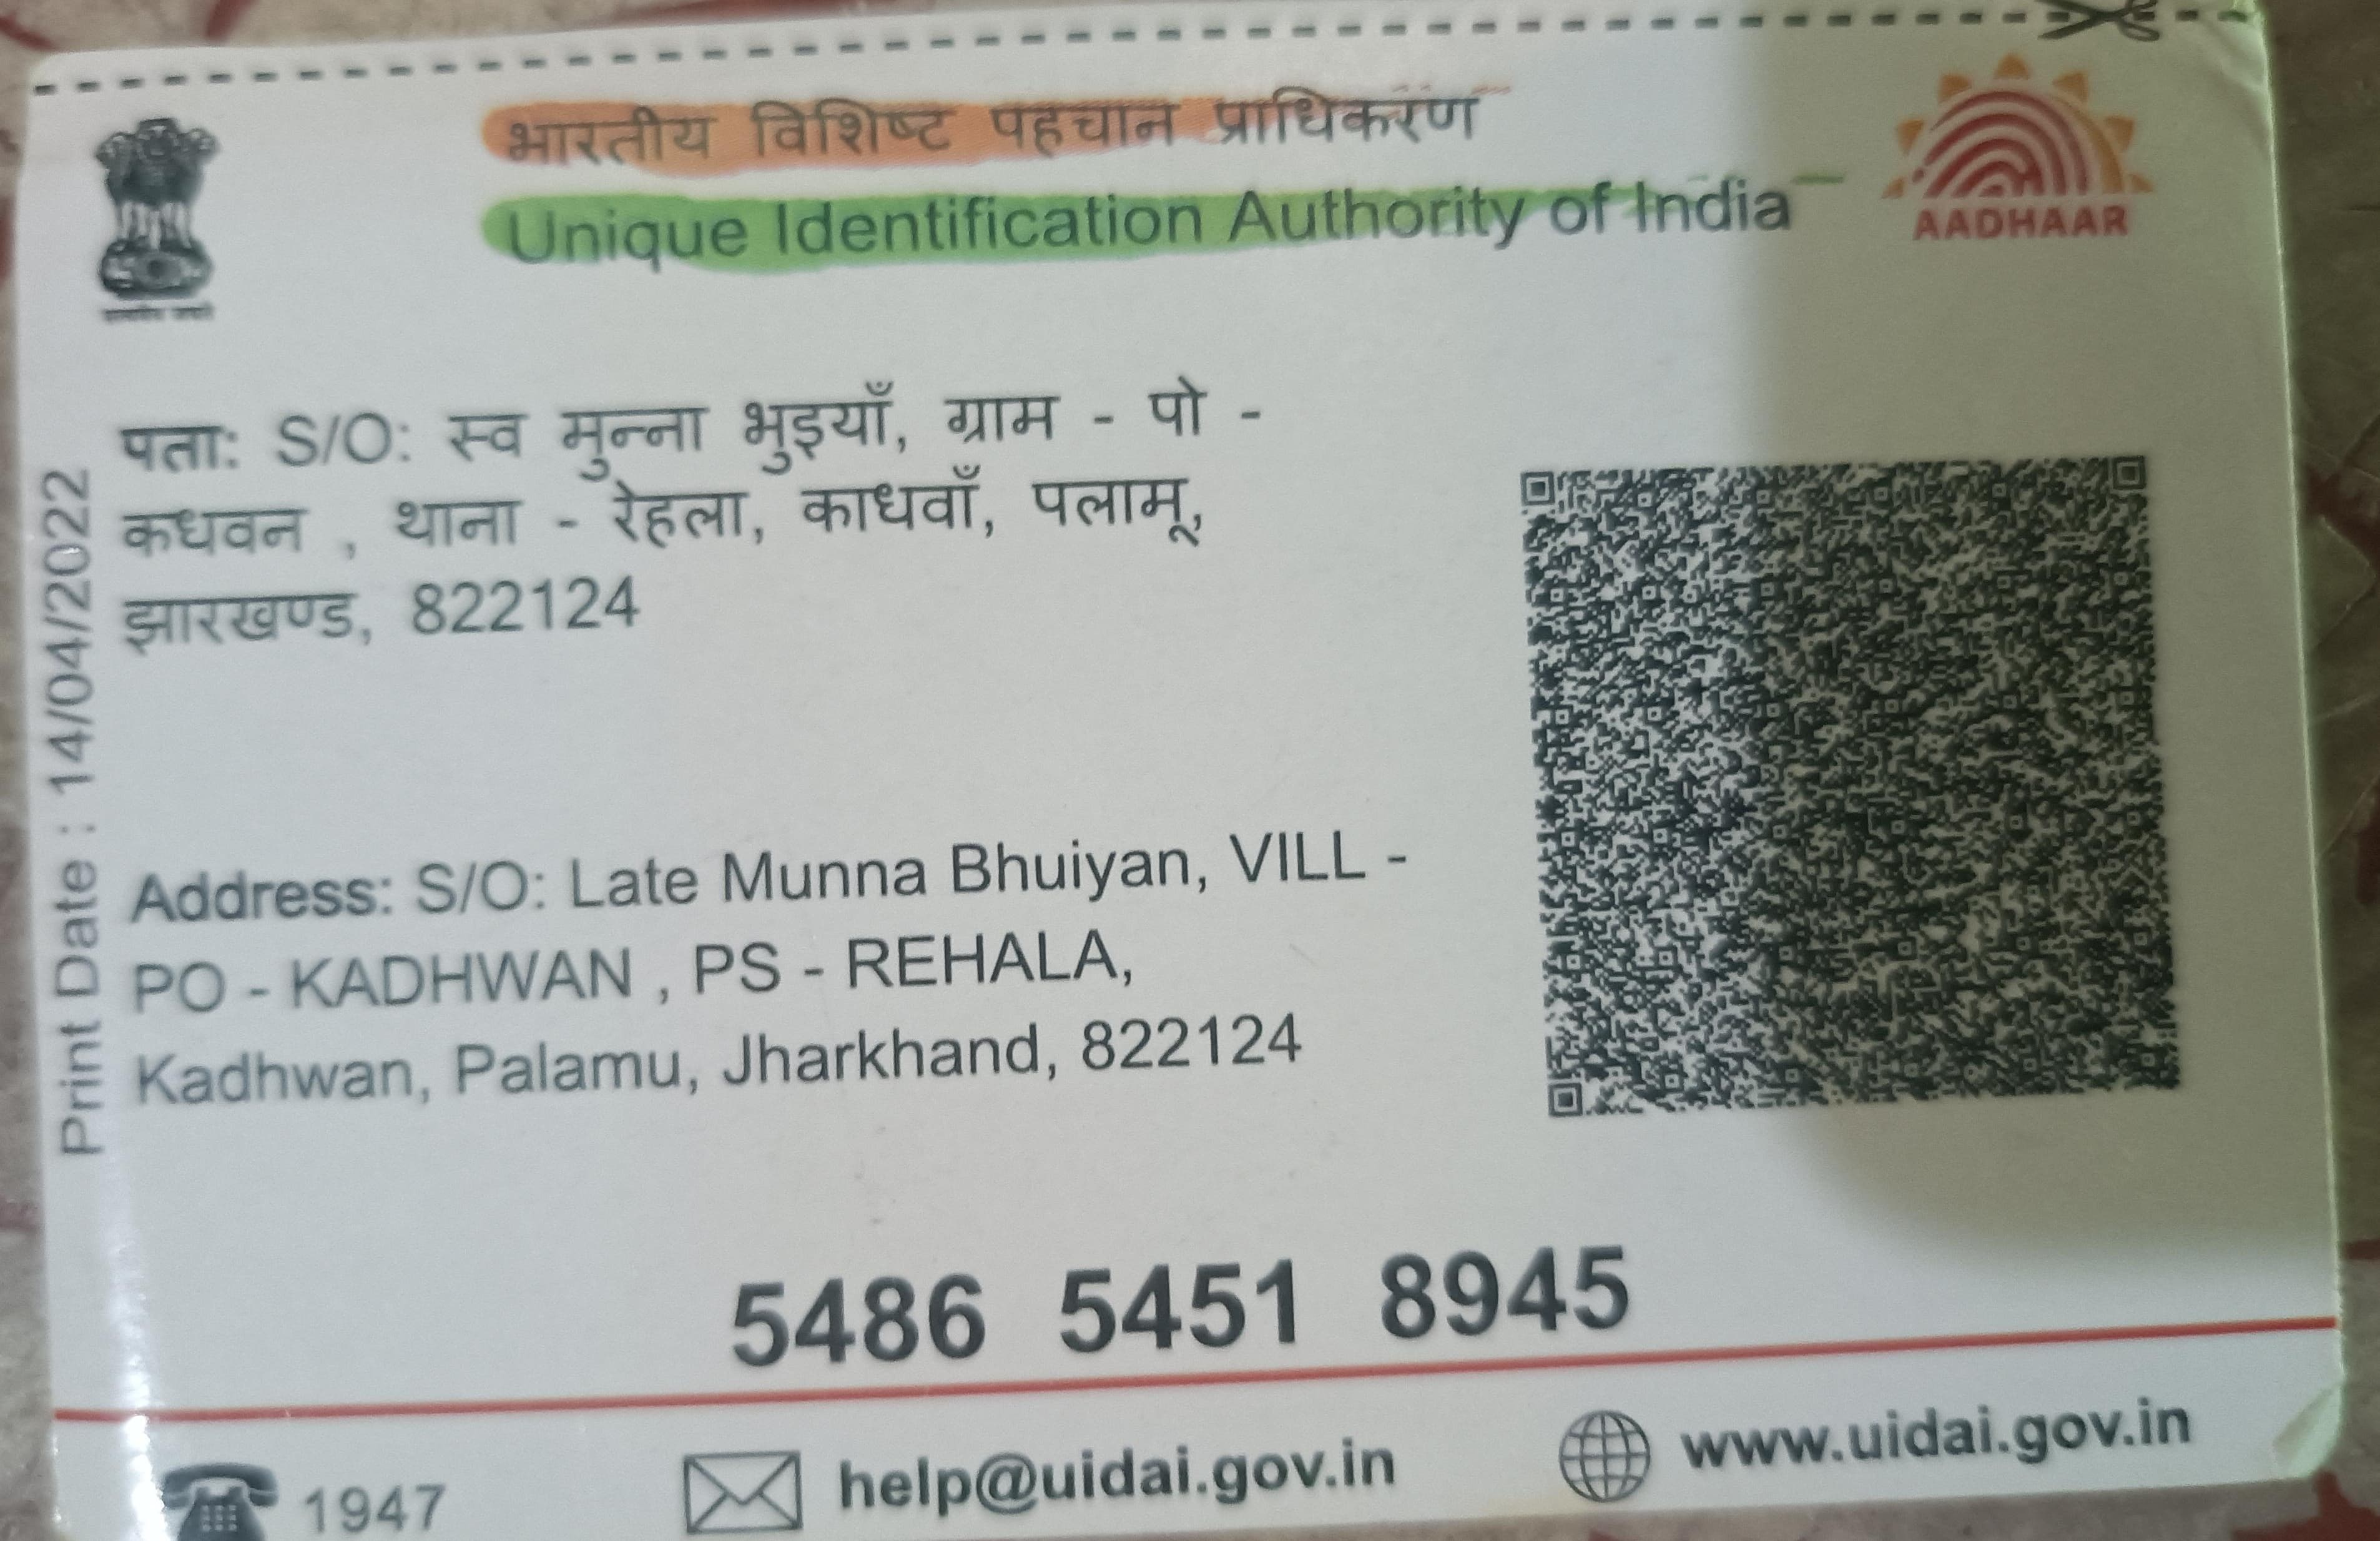 भारतीय विशिष्ट पहचान प्राधिकरण
Unique Identification Authority of India
AADHAAR
पता: S/O: स्व मुन्ना भुइयाँ, ग्राम - पो -
कधवन , थाना - रेहला, काधवाँ, पलामू,
झारखण्ड, 822124
Print Date : 14/04/2022
Address: S/O: Late Munna Bhuiyan, VILL -
PO - KADHWAN , PS - REHALA,
Kadhwan, Palamu, Jharkhand, 822124
5486 5451 8945
1947
help@uidai.gov.in
www.uidai.gov.in